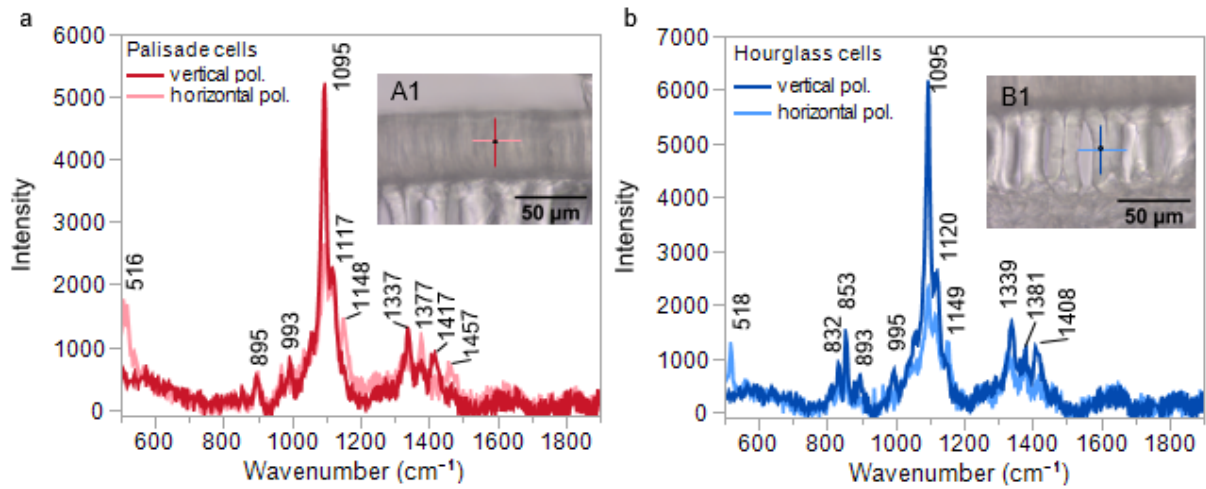 a
6000
5000
4000
3000
2000
1000
0
Intensity
Palisade cells
vertical pol.
horizontal pol.
A1
50 µm
516
895
993
1095
1117
1148
1337
1377
1417
1457
600 800 1000 1200 1400 1600 1800
Wavenumber (cm⁻¹)
b
7000
6000
5000
4000
3000
2000
1000
0
Intensity
Hourglass cells
vertical pol.
horizontal pol.
B1
50 µm
518
832
853
893
995
1095
1120
1149
1339
1381
1408
600 800 1000 1200 1400 1600 1800
Wavenumber (cm⁻¹)